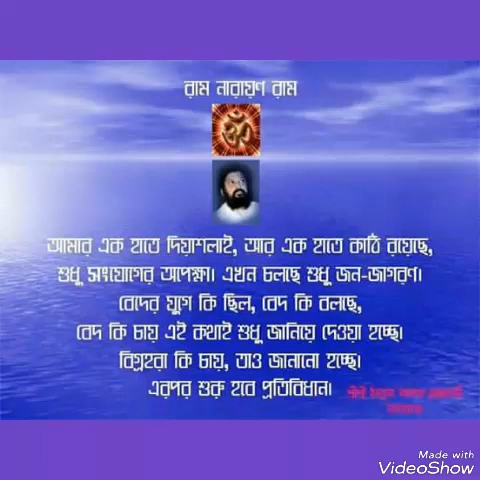 রাম নারায়ণ রাম
ॐ
আমার এক হাতে দিয়াশলাই, আর এক হাতে কাঠি রয়েছে,
শুধু সংযোগের অপেক্ষা। এখন চলছে শুধু জন-জাগরণ।
বেদের যুগে কি ছিল, বেদ কি বলছে,
বেদ কি চায় এই কথাই শুধু জানিয়ে দেওয়া হচ্ছে।
বিগ্রহরা কি চায়, তাও জানানো হচ্ছে।
এরপর শুরু হবে প্রতিবিধান।
Made with
VideoShow